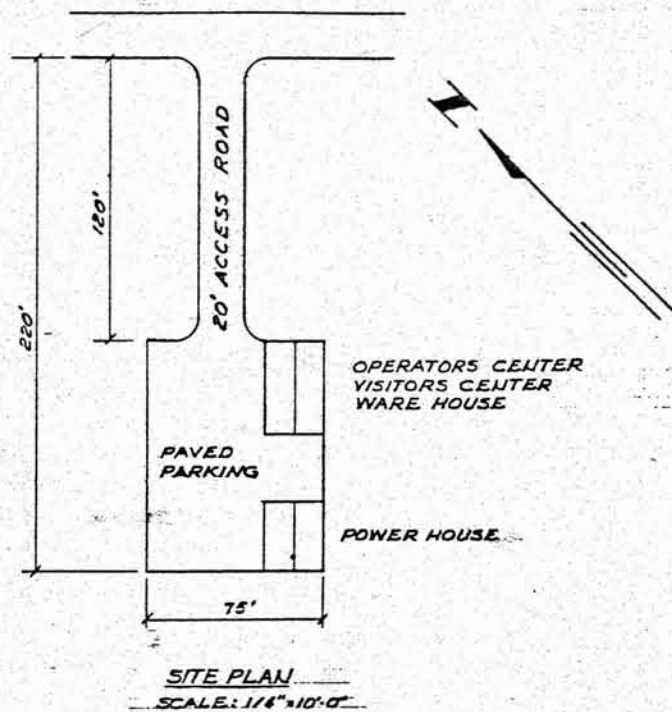 N
20' ACCESS ROAD
120'
220'
OPERATORS CENTER
VISITORS CENTER
WARE HOUSE
PAVED
PARKING
POWER HOUSE
75'
SITE PLAN
SCALE: 1/4"=10'-0"